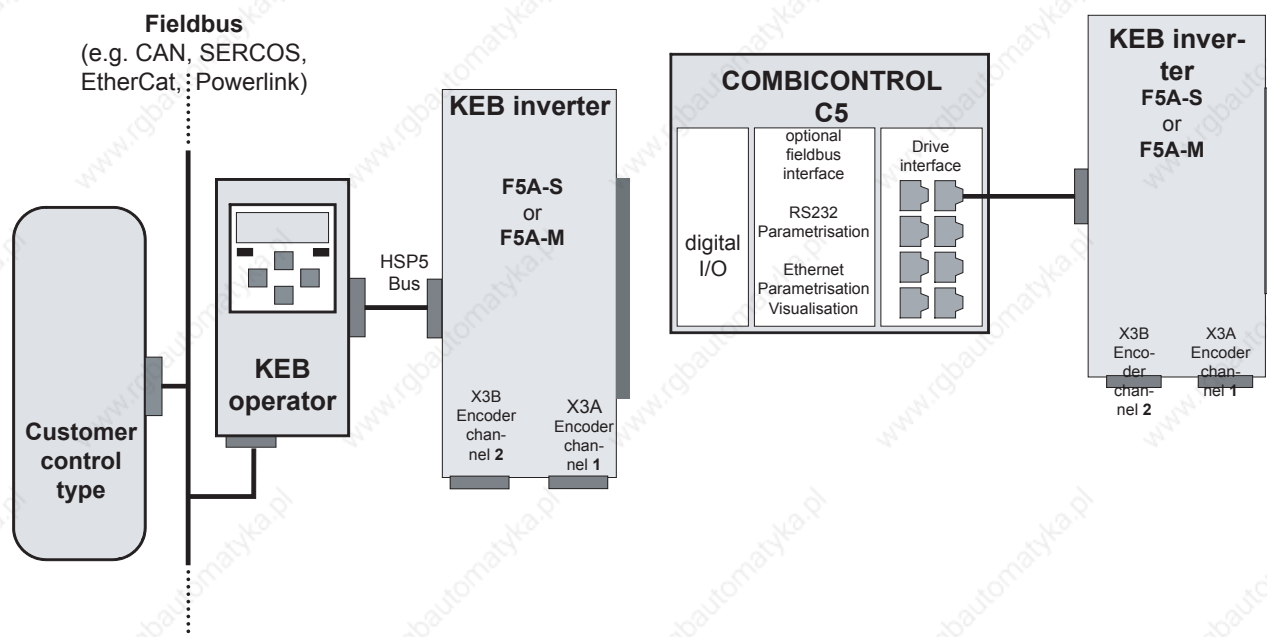 Fieldbus
(e.g. CAN, SERCOS,
EtherCat, Powerlink)
Customer
control
type
KEB
operator
HSP5
Bus
KEB inverter
F5A-S
or
F5A-M
X3B
Encoder
chan-
nel 2
X3A
Encoder
chan-
nel 1
COMBICONTROL
C5
digital
I/O
optional
fieldbus
interface
RS232
Parametrisation
Ethernet
Parametrisation
Visualisation
Drive
interface
KEB inver-
ter
F5A-S
or
F5A-M
X3B
Enco-
der
chan-
nel 2
X3A
Encoder
chan-
nel 1
www.rgbautomatyka.pl